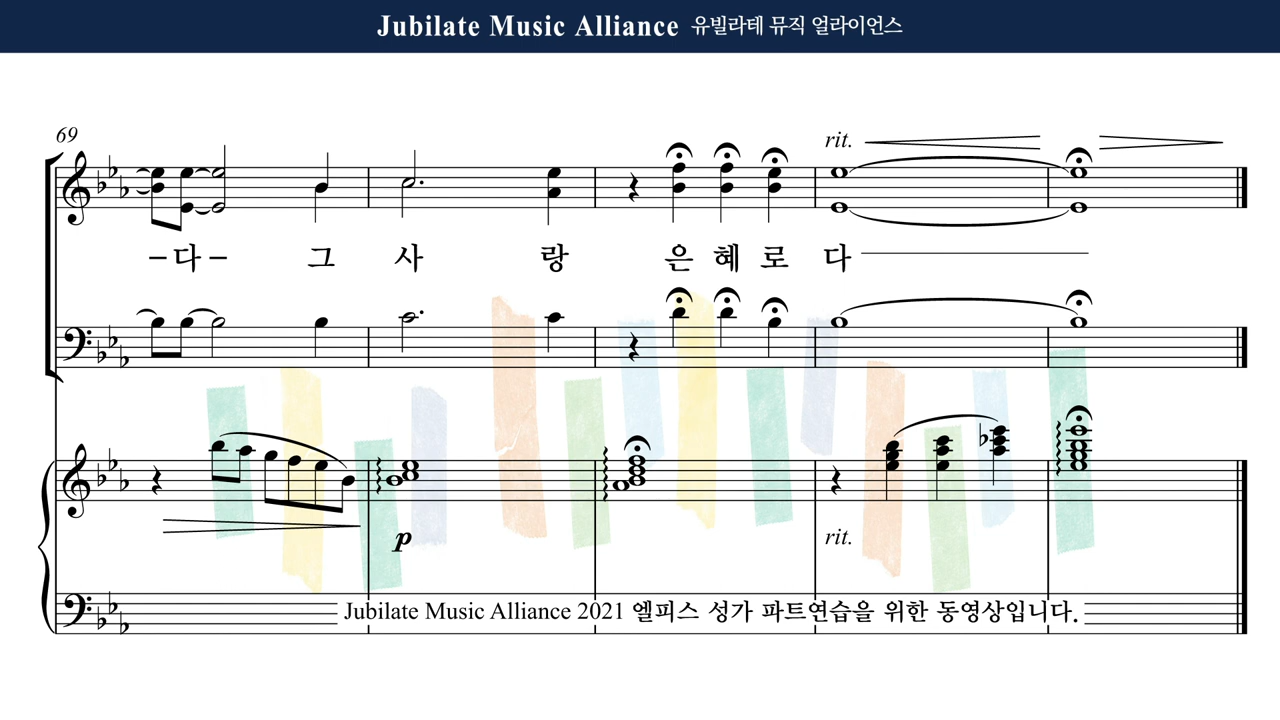 Jubilate Music Alliance 유빌라테 뮤직 얼라이언스
69
rit.
–다– 그 사 랑 은 혜 로 다
p
rit.
Jubilate Music Alliance 2021 엘피스 성가 파트연습을 위한 동영상입니다.